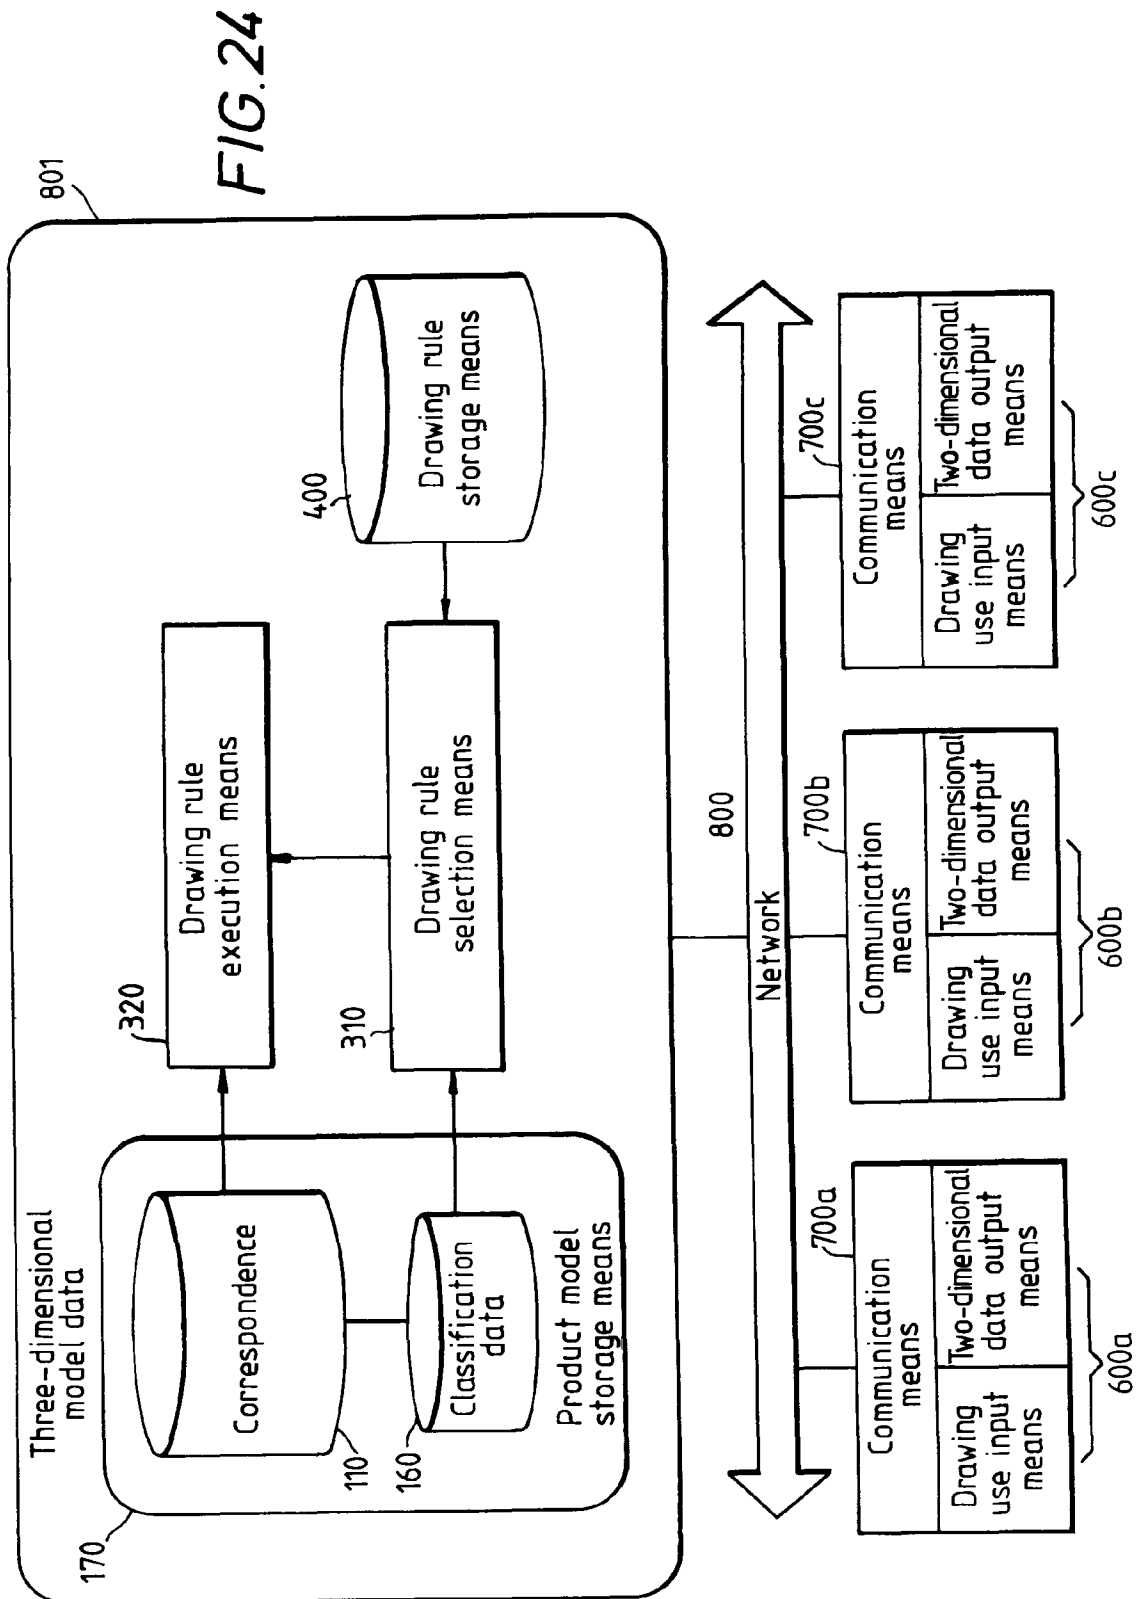 FIG.24
801
Three-dimensional
model data
170
Correspondence
110
160
Classification
data
Product model
storage means
320
Drawing rule
execution means
310
Drawing rule
selection means
400
Drawing rule
storage means
800
Network
700a
Communication
means
Drawing
use input
means
Two-dimensional
data output
means
600a
700b
Communication
means
Drawing
use input
means
Two-dimensional
data output
means
600b
700c
Communication
means
Drawing
use input
means
Two-dimensional
data output
means
600c